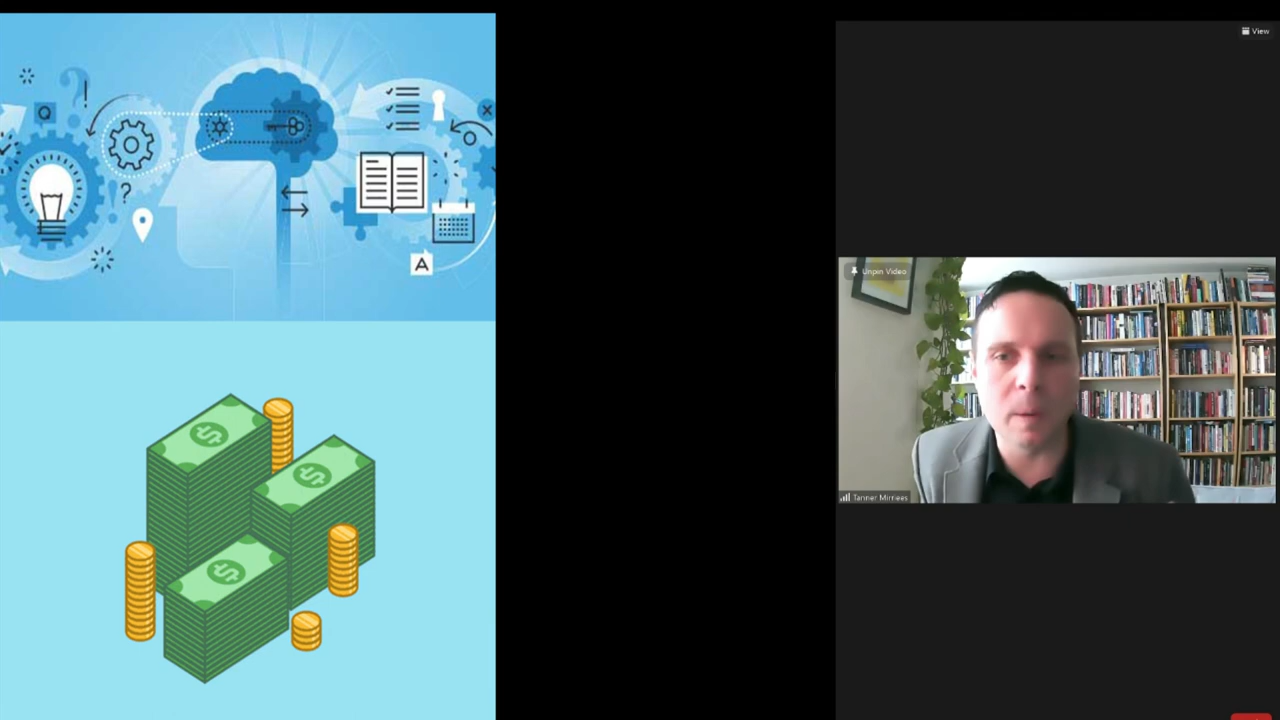 View
Unpin Video
Tanner Mirrlees
Q
?
!
?
A
$
$
$